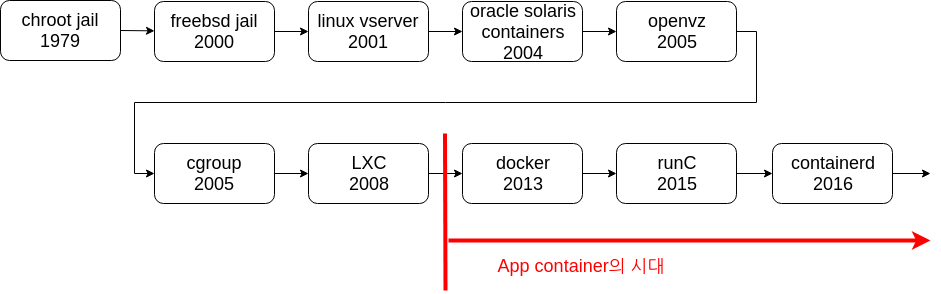 chroot jail
1979
freebsd jail
2000
linux vserver
2001
oracle solaris
containers
2004
openvz
2005
cgroup
2005
LXC
2008
docker
2013
runC
2015
containerd
2016
App container의 시대